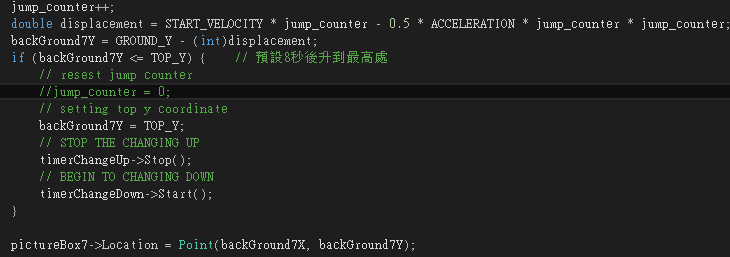 jump_counter++;
double displacement = START_VELOCITY * jump_counter - 0.5 * ACCELERATION * jump_counter * jump_counter;
backGround7Y = GROUND_Y - (int)displacement;
if (backGround7Y <= TOP_Y) {    // 預設8秒後升到最高處
    // resest jump counter
    //jump_counter = 0;
    // setting top y coordinate
    backGround7Y = TOP_Y;
    // STOP THE CHANGING UP
    timerChangeUp->Stop();
    // BEGIN TO CHANGING DOWN
    timerChangeDown->Start();
}
pictureBox7->Location = Point(backGround7X, backGround7Y);